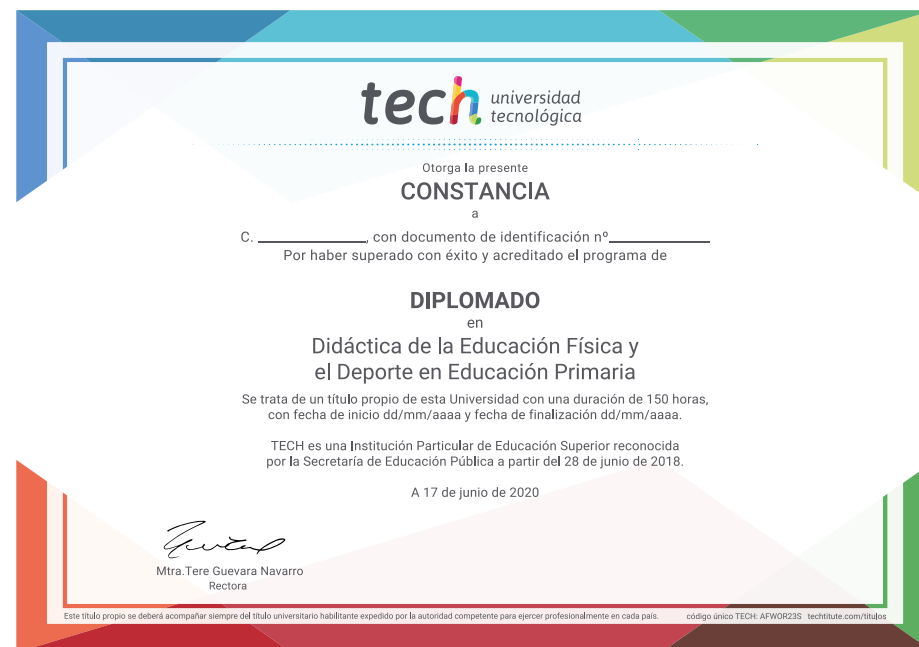 tech universidad
tecnológica
Otorga la presente
CONSTANCIA
a
C. ______________, con documento de identificación nº_____________
Por haber superado con éxito y acreditado el programa de
DIPLOMADO
en
Didáctica de la Educación Física y
el Deporte en Educación Primaria
Se trata de un título propio de esta Universidad con una duración de 150 horas,
con fecha de inicio dd/mm/aaaa y fecha de finalización dd/mm/aaaa.
TECH es una Institución Particular de Educación Superior reconocida
por la Secretaría de Educación Pública a partir del 28 de junio de 2018.
A 17 de junio de 2020
Mtra.Tere Guevara Navarro
Rectora
Este título propio se deberá acompañar siempre del título universitario habilitante expedido por la autoridad competente para ejercer profesionalmente en cada país. código único TECH: AFWOR23S techtitute.com/titulos